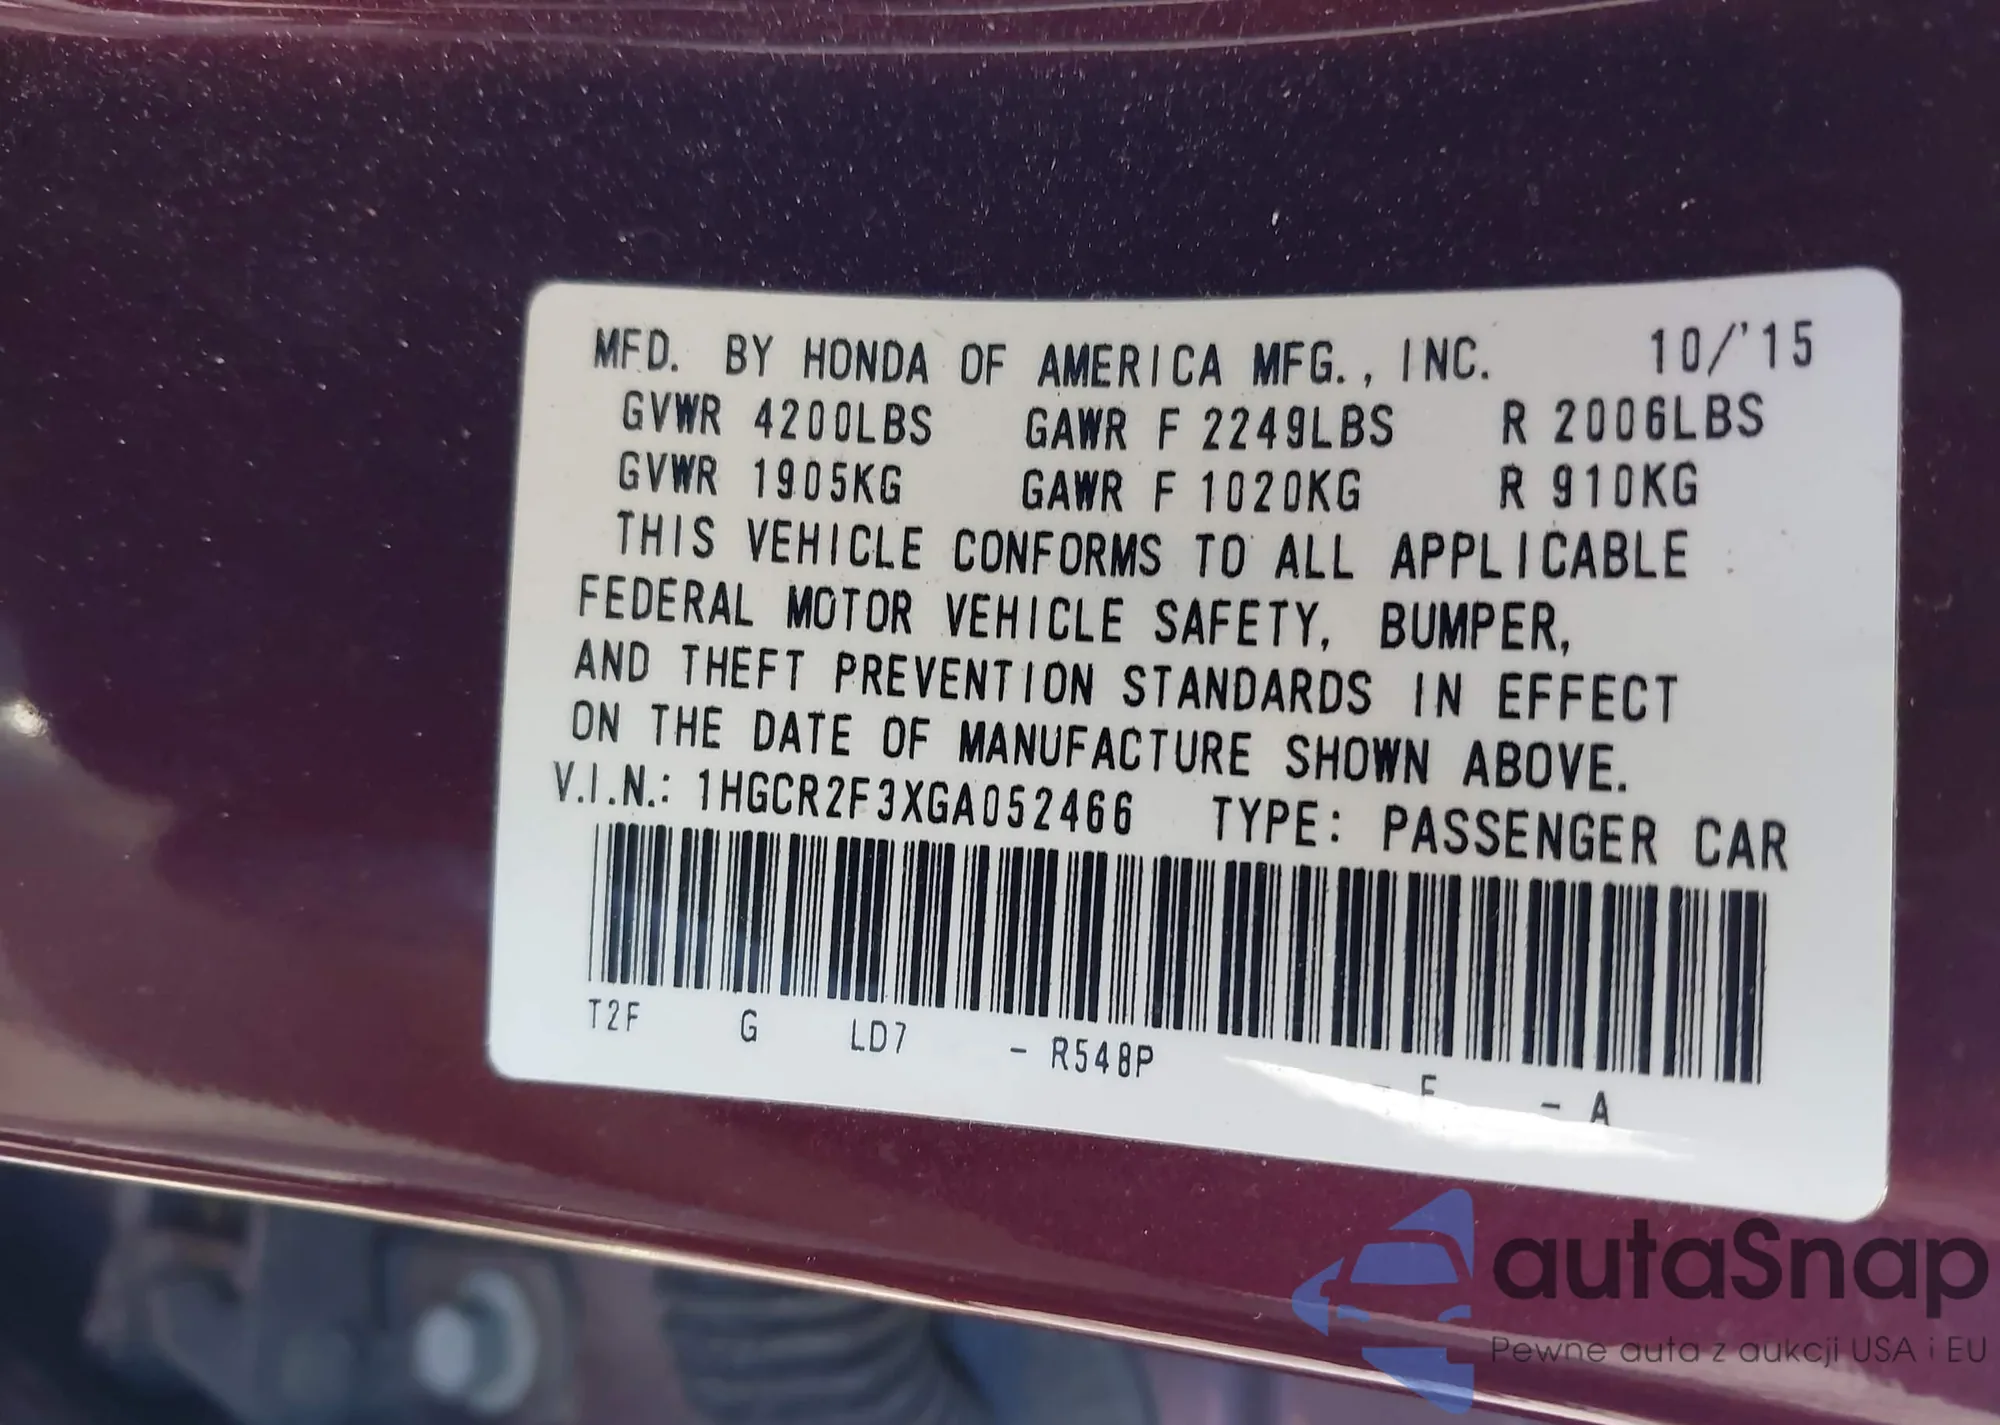 MFD. BY HONDA OF AMERICA MFG., INC. 10/'15
GVWR 4200LBS GAWR F 2249LBS R 2006LBS
GVWR 1905KG GAWR F 1020KG R 910KG
THIS VEHICLE CONFORMS TO ALL APPLICABLE
FEDERAL MOTOR VEHICLE SAFETY, BUMPER,
AND THEFT PREVENTION STANDARDS IN EFFECT
ON THE DATE OF MANUFACTURE SHOWN ABOVE.
V.I.N.: 1HGCR2F3XGA052466 TYPE: PASSENGER CAR
T2F G LD7 - R548P - - A
autaSnap
Pewne auta z aukcji USA i EU